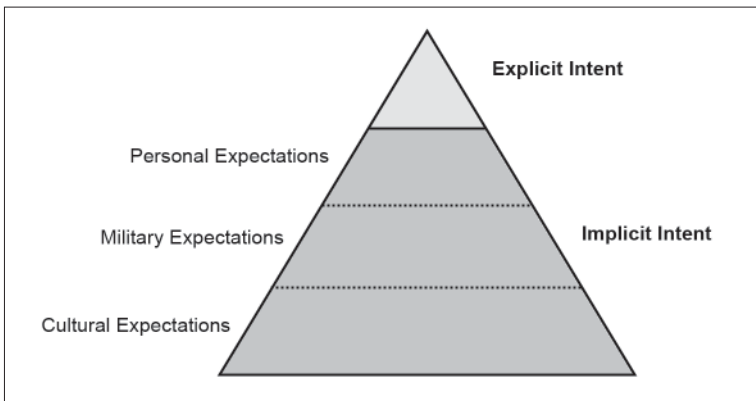 Explicit Intent
Personal Expectations
Military Expectations
Implicit Intent
Cultural Expectations